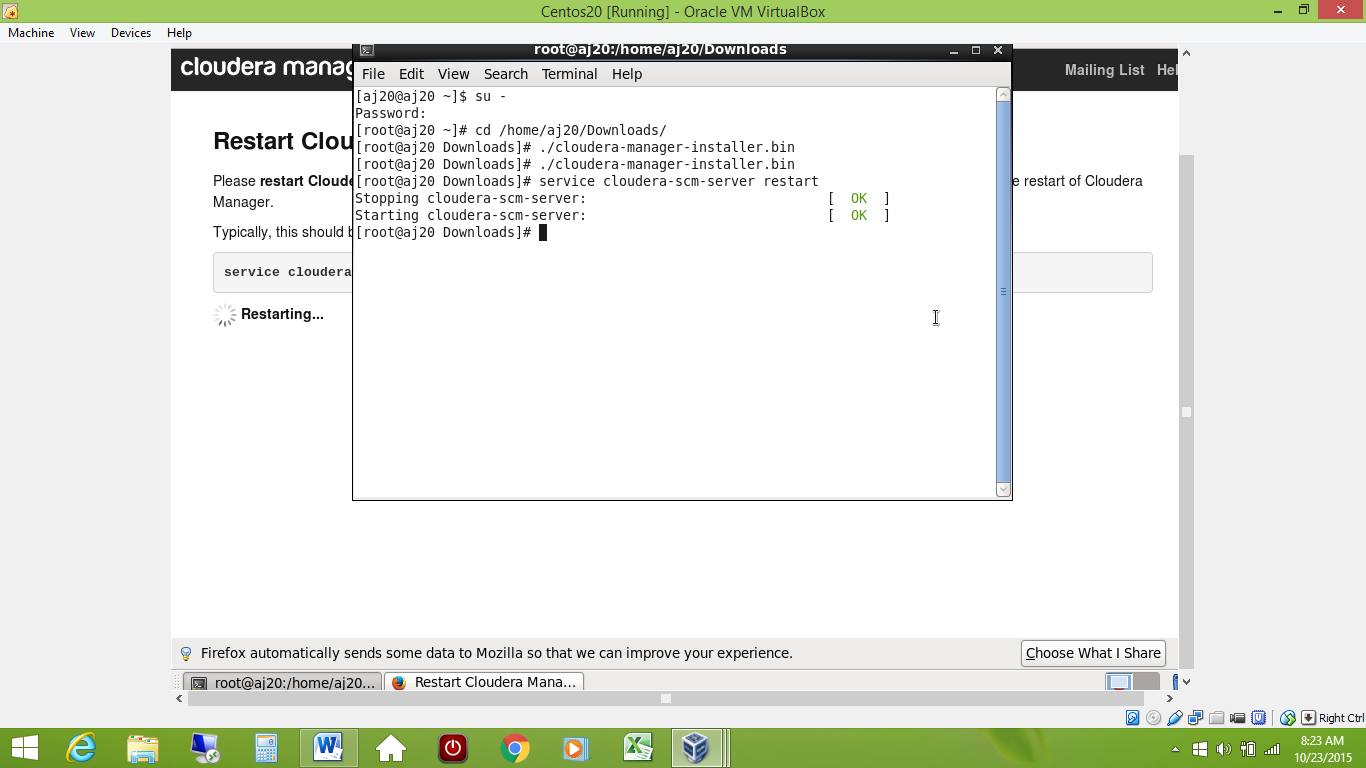 Centos20 [Running] - Oracle VM VirtualBox
Machine View Devices Help
cloudera manag
Mailing List Hel
root@aj20:/home/aj20/Downloads
File Edit View Search Terminal Help
[aj20@aj20 ~]$ su -
Password:
[root@aj20 ~]# cd /home/aj20/Downloads/
[root@aj20 Downloads]# ./cloudera-manager-installer.bin
[root@aj20 Downloads]# ./cloudera-manager-installer.bin
[root@aj20 Downloads]# service cloudera-scm-server restart
Stopping cloudera-scm-server: [ OK ]
Starting cloudera-scm-server: [ OK ]
[root@aj20 Downloads]#
Restart Clou
Please restart Cloude
e restart of Cloudera
Manager.
Typically, this should b
service cloudera
Restarting...
Firefox automatically sends some data to Mozilla so that we can improve your experience.
Choose What I Share
root@aj20:/home/aj20...
Restart Cloudera Mana...
Right Ctrl
8:23 AM
10/23/2015